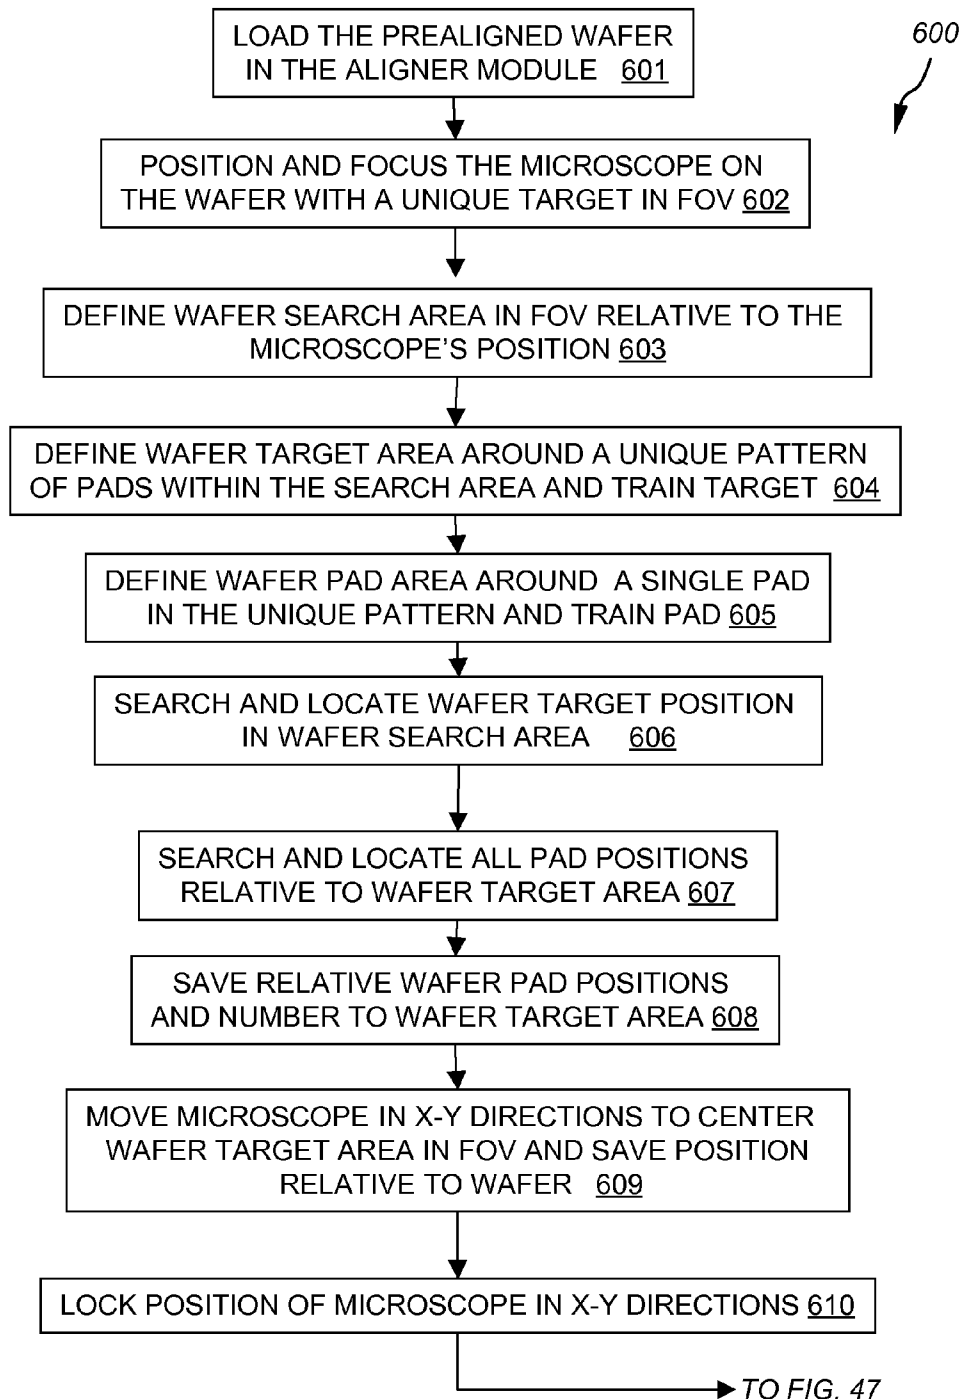 LOAD THE PREALIGNED WAFER
IN THE ALIGNER MODULE 601
600
POSITION AND FOCUS THE MICROSCOPE ON
THE WAFER WITH A UNIQUE TARGET IN FOV 602
DEFINE WAFER SEARCH AREA IN FOV RELATIVE TO THE
MICROSCOPE'S POSITION 603
DEFINE WAFER TARGET AREA AROUND A UNIQUE PATTERN
OF PADS WITHIN THE SEARCH AREA AND TRAIN TARGET 604
DEFINE WAFER PAD AREA AROUND A SINGLE PAD
IN THE UNIQUE PATTERN AND TRAIN PAD 605
SEARCH AND LOCATE WAFER TARGET POSITION
IN WAFER SEARCH AREA 606
SEARCH AND LOCATE ALL PAD POSITIONS
RELATIVE TO WAFER TARGET AREA 607
SAVE RELATIVE WAFER PAD POSITIONS
AND NUMBER TO WAFER TARGET AREA 608
MOVE MICROSCOPE IN X-Y DIRECTIONS TO CENTER
WAFER TARGET AREA IN FOV AND SAVE POSITION
RELATIVE TO WAFER 609
LOCK POSITION OF MICROSCOPE IN X-Y DIRECTIONS 610
TO FIG. 47